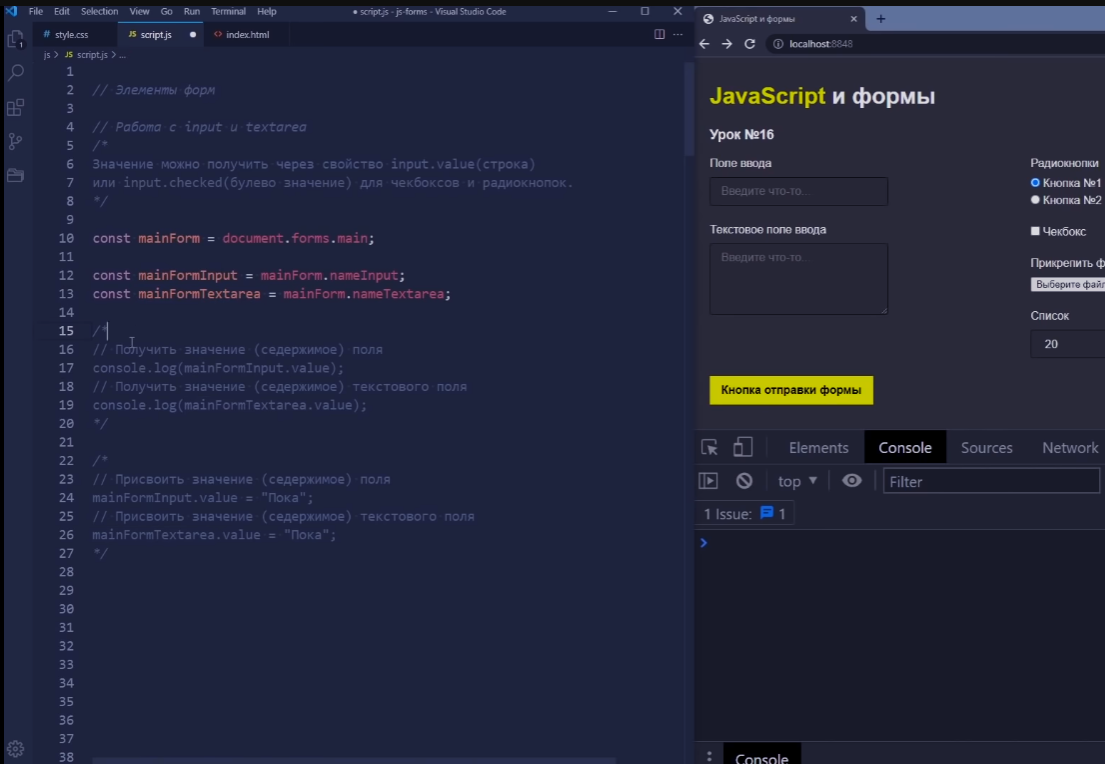 File Edit Selection View Go Run Terminal Help
● script.js - js-forms - Visual Studio Code
# style.css
JS script.js ●
<> index.html
js > JS script.js > ...
1
2 // Элементы форм
3
4 // Работа с input и textarea
5 /*
6 Значение можно получить через свойство input.value(строка)
7 или input.checked(булево значение) для чекбоксов и радиокнопок.
8 */
9
10 const mainForm = document.forms.main;
11
12 const mainFormInput = mainForm.nameInput;
13 const mainFormTextarea = mainForm.nameTextarea;
14
15 /*
16 // Получить значение (седержимое) поля
17 console.log(mainFormInput.value);
18 // Получить значение (седержимое) текстового поля
19 console.log(mainFormTextarea.value);
20 */
21
22 /*
23 // Присвоить значение (седержимое) поля
24 mainFormInput.value = "Пока";
25 // Присвоить значение (седержимое) текстового поля
26 mainFormTextarea.value = "Пока";
27 */
28
29
30
31
32
33
34
35
36
37
38
1
JavaScript и формы
localhost:8848
JavaScript и формы
Урок №16
Поле ввода
Введите что-то...
Текстовое поле ввода
Введите что-то..
Кнопка отправки формы
Радиокнопки
Кнопка №1
Кнопка №2
Чекбокс
Прикрепить ф
Выберите файл
Список
20
Elements Console Sources Network
top ▼ Filter
1 Issue: 1
>
Console